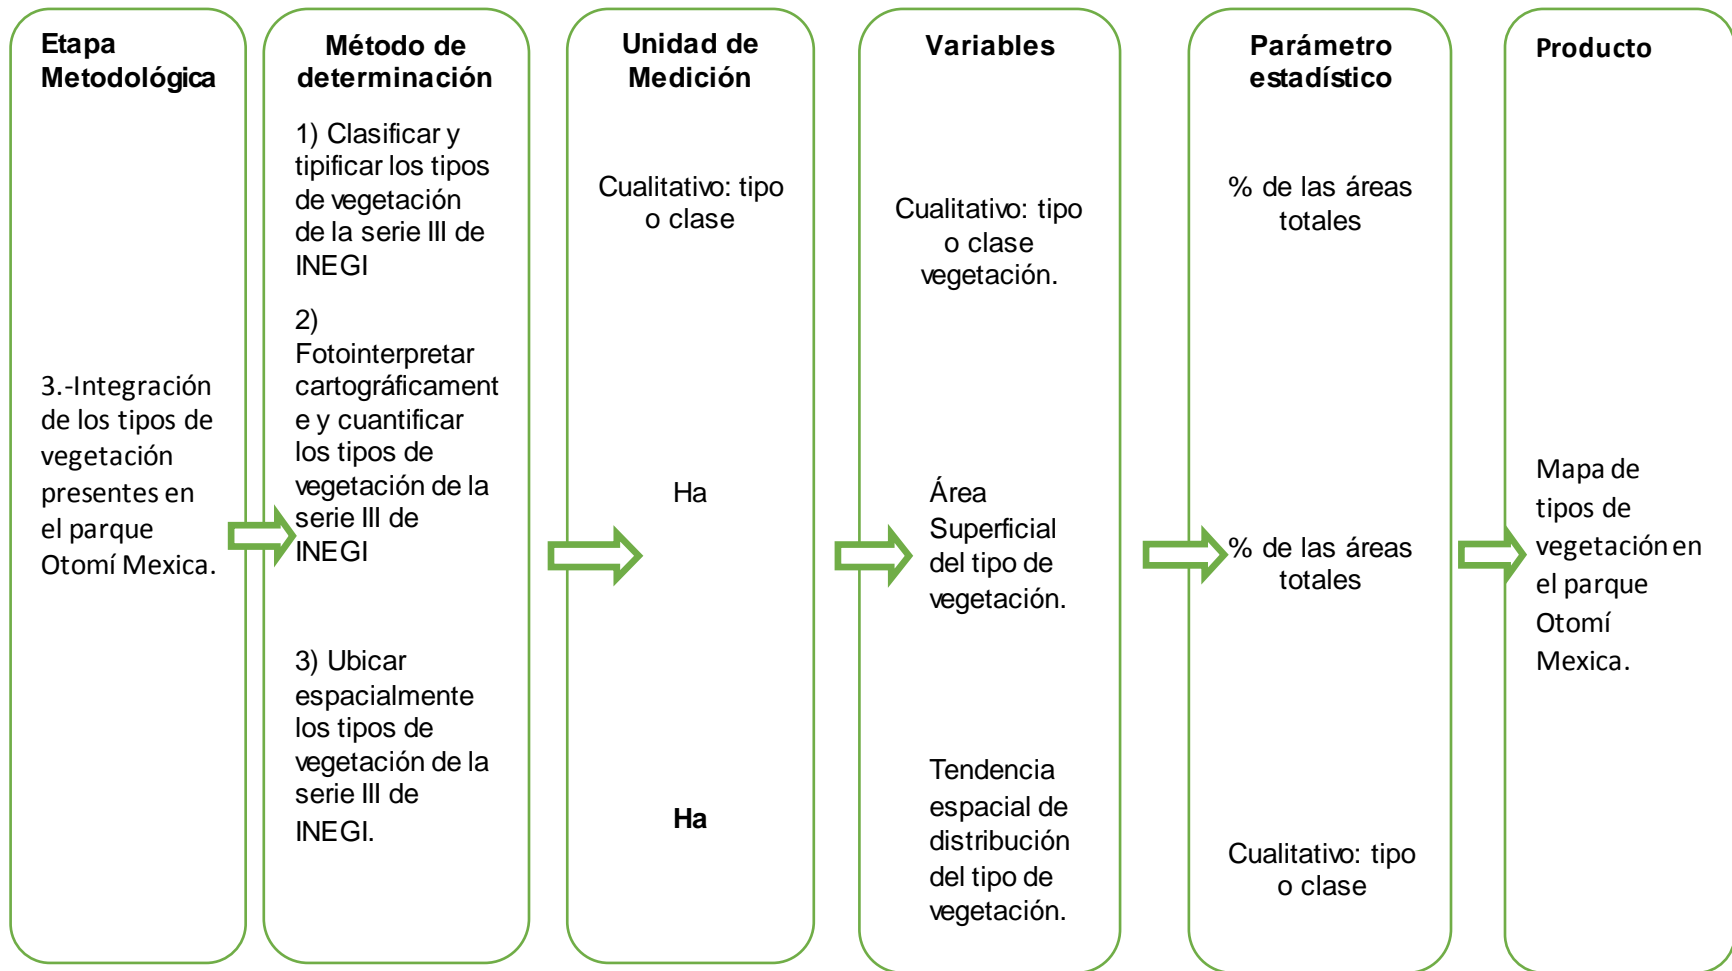 Etapa
Metodológica
3.-Integración
de los tipos de
vegetación
presentes en
el parque
Otomí Mexica.
Método de
determinación
1) Clasificar y
tipificar los tipos
de vegetación
de la serie III de
INEGI
2)
Fotointerpretar
cartográficament
e y cuantificar
los tipos de
vegetación de la
serie III de
INEGI
3) Ubicar
espacialmente
los tipos de
vegetación de la
serie III de
INEGI.
Unidad de
Medición
Cualitativo: tipo
o clase
Ha
Ha
Variables
Cualitativo: tipo
o clase
vegetación.
Área
Superficial
del tipo de
vegetación.
Tendencia
espacial de
distribución
del tipo de
vegetación.
Parámetro
estadístico
% de las áreas
totales
% de las áreas
totales
Cualitativo: tipo
o clase
Producto
Mapa de
tipos de
vegetación en
el parque
Otomí
Mexica.